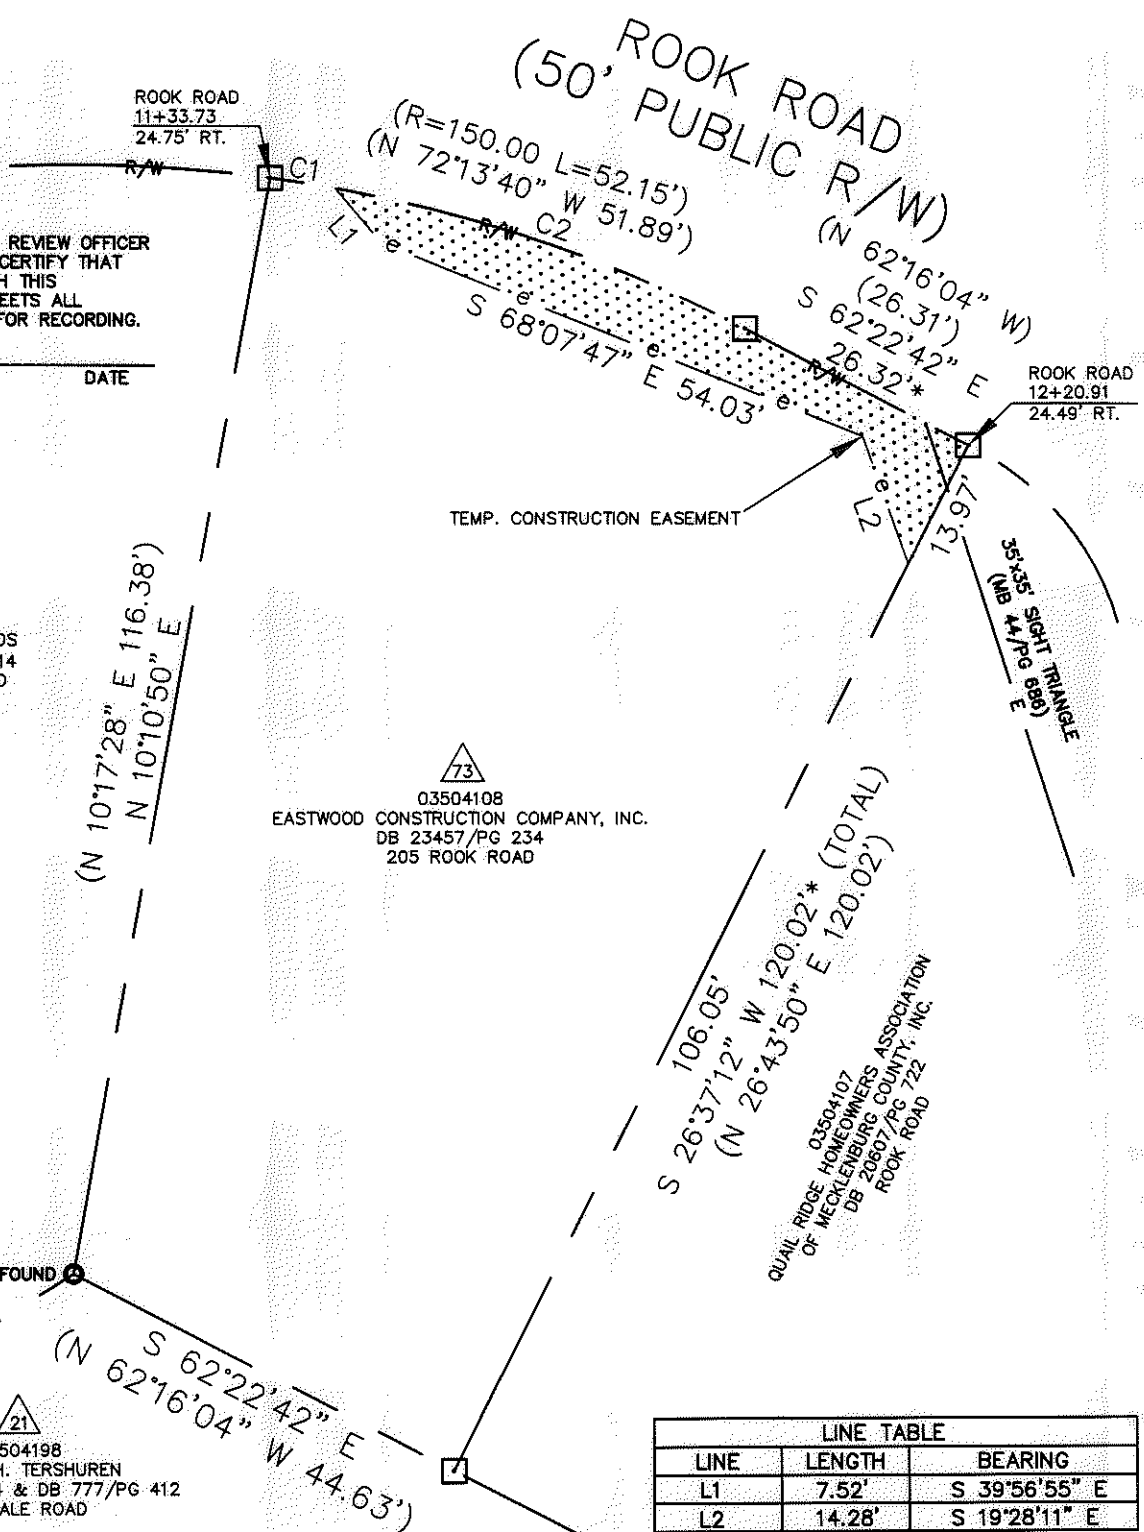 ROOK ROAD
(50' PUBLIC R/W)
ROOK ROAD
11+33.73
24.75' RT.
R/W
C1
(R=150.00 L=52.15')
(N 72°13'40" W 51.89')
R/W C2
L1
e
e
e
e
S 68°07'47" E 54.03'
(N 62°16'04" W)
(26.31')
S 62°22'42" E
26.32'*
R/W
ROOK ROAD
12+20.91
24.49' RT.
REVIEW OFFICER
CERTIFY THAT
H THIS
EETS ALL
FOR RECORDING.
DATE
TEMP. CONSTRUCTION EASEMENT
e
L2
13.97'
35'x35' SIGHT TRIANGLE
(MB 44/PG 686)
E
OS
14
(N 10°17'28" E 116.38')
N 10°10'50" E
73
03504108
EASTWOOD CONSTRUCTION COMPANY, INC.
DB 23457/PG 234
205 ROOK ROAD
106.05'
S 26°37'12" W 120.02'* (TOTAL)
(N 26°43'50" E 120.02')
03504107
QUAIL RIDGE HOMEOWNERS ASSOCIATION
OF MECKLENBURG COUNTY, INC.
DB 20607/PG 722
ROOK ROAD
FOUND
S 62°22'42" E
(N 62°16'04" W 44.63')
21
504198
H. TERSHUREN
& DB 777/PG 412
ALE ROAD
LINE TABLE
LINE LENGTH BEARING
L1 7.52' S 39°56'55" E
L2 14.28' S 19°28'11" E